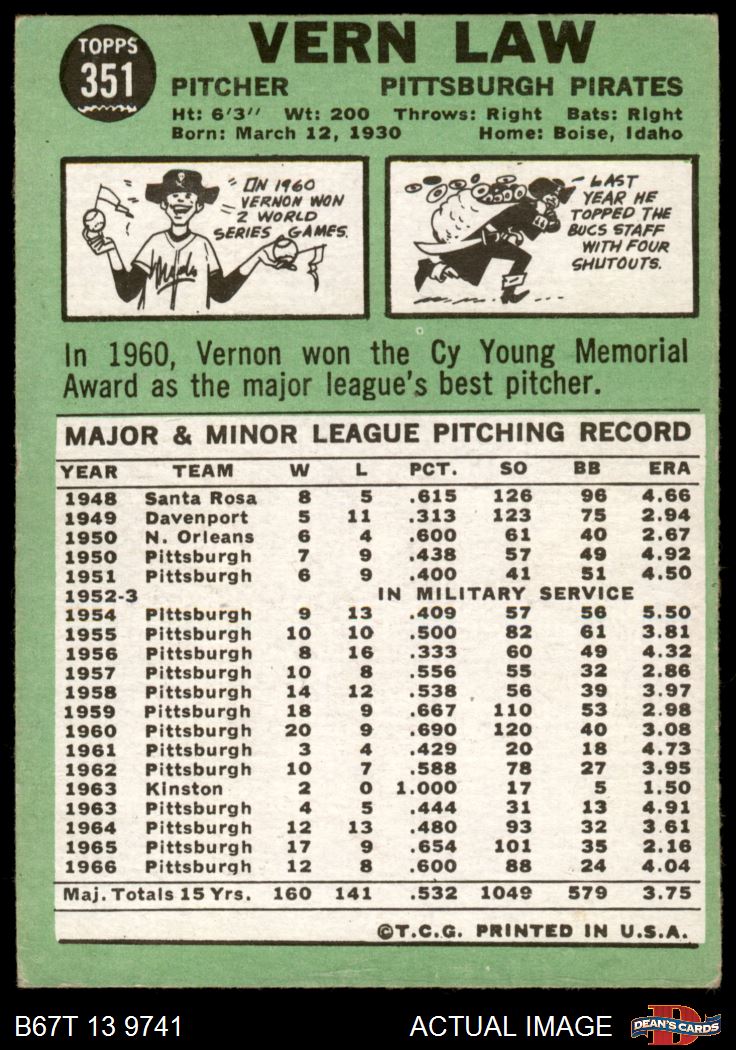 TOPPS
351
VERN LAW
PITCHER PITTSBURGH PIRATES
Ht: 6'3" Wt: 200 Throws: Right Bats: Right
Born: March 12, 1930 Home: Boise, Idaho
"ON 1960
VERNON WON
2 WORLD
SERIES GAMES.
LAST
YEAR HE
TOPPED THE
BUCS STAFF
WITH FOUR
SHUTOUTS.
In 1960, Vernon won the Cy Young Memorial
Award as the major league's best pitcher.
MAJOR & MINOR LEAGUE PITCHING RECORD
YEAR TEAM W L PCT. SO BB ERA
1948 Santa Rosa 8 5 .615 126 96 4.66
1949 Davenport 5 11 .313 123 75 2.94
1950 N. Orleans 6 4 .600 61 40 2.67
1950 Pittsburgh 7 9 .438 57 49 4.92
1951 Pittsburgh 6 9 .400 41 51 4.50
1952-3 IN MILITARY SERVICE
1954 Pittsburgh 9 13 .409 57 56 5.50
1955 Pittsburgh 10 10 .500 82 61 3.81
1956 Pittsburgh 8 16 .333 60 49 4.32
1957 Pittsburgh 10 8 .556 55 32 2.86
1958 Pittsburgh 14 12 .538 56 39 3.97
1959 Pittsburgh 18 9 .667 110 53 2.98
1960 Pittsburgh 20 9 .690 120 40 3.08
1961 Pittsburgh 3 4 .429 20 18 4.73
1962 Pittsburgh 10 7 .588 78 27 3.95
1963 Kinston 2 0 1.000 17 5 1.50
1963 Pittsburgh 4 5 .444 31 13 4.91
1964 Pittsburgh 12 13 .480 93 32 3.61
1965 Pittsburgh 17 9 .654 101 35 2.16
1966 Pittsburgh 12 8 .600 88 24 4.04
Maj. Totals 15 Yrs. 160 141 .532 1049 579 3.75
©T.C.G. PRINTED IN U.S.A.
B67T 13 9741 ACTUAL IMAGE
DEAN'S CARDS